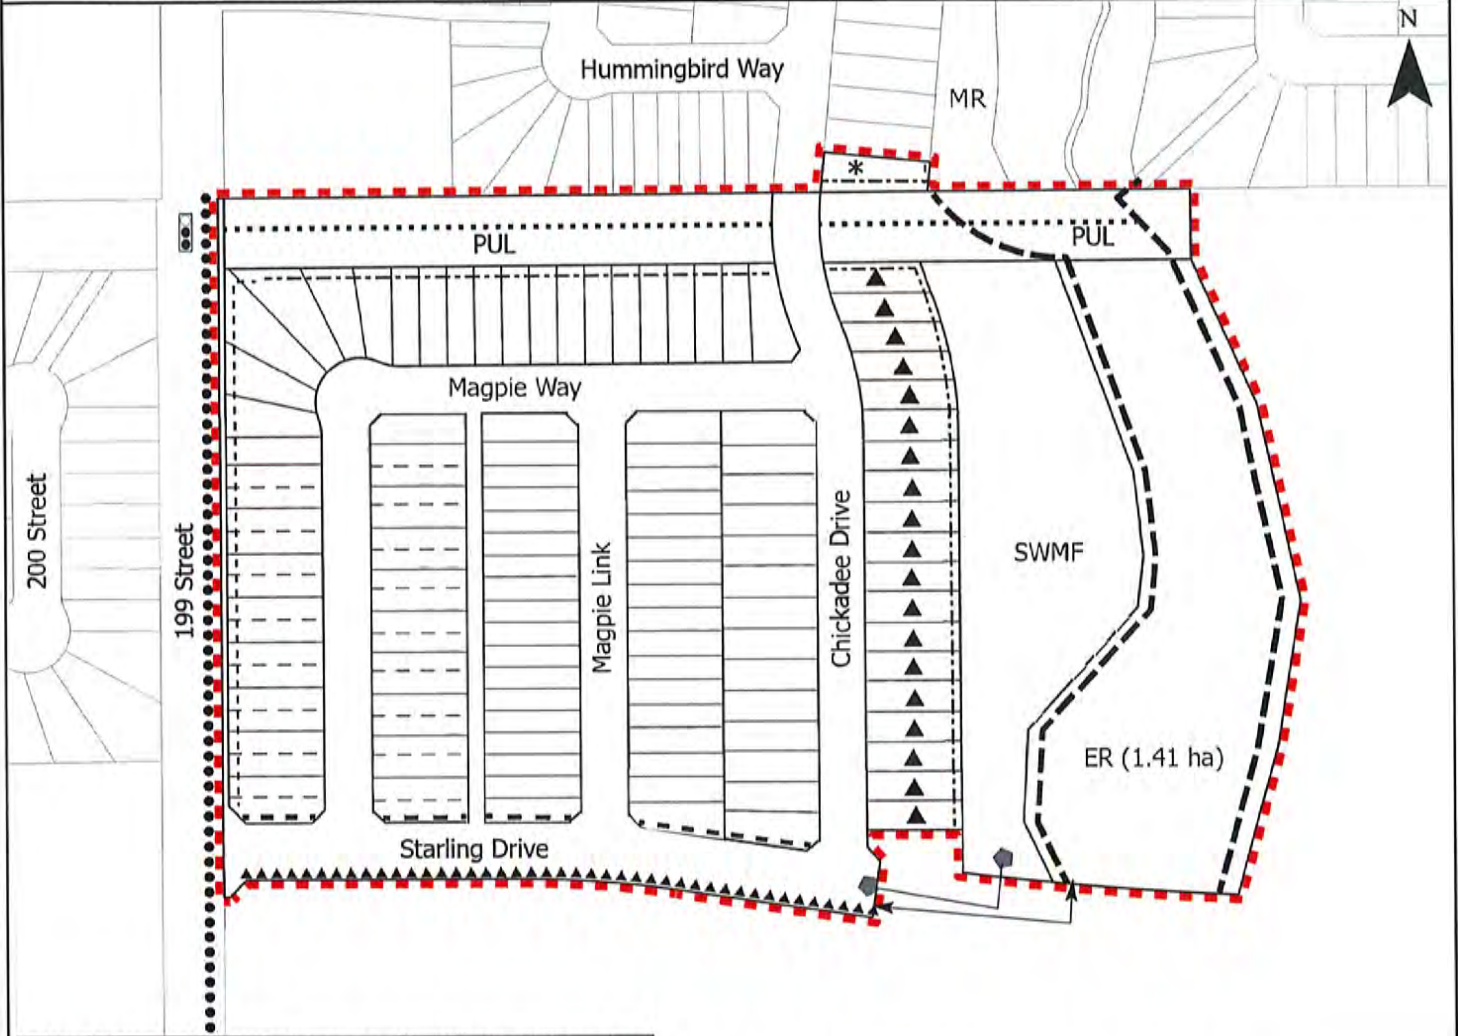 N
Hummingbird Way
MR
*
PUL
PUL
Magpie Way
200 Street
199 Street
Magpie Link
Chickadee Drive
SWMF
ER (1.41 ha)
Starling Drive